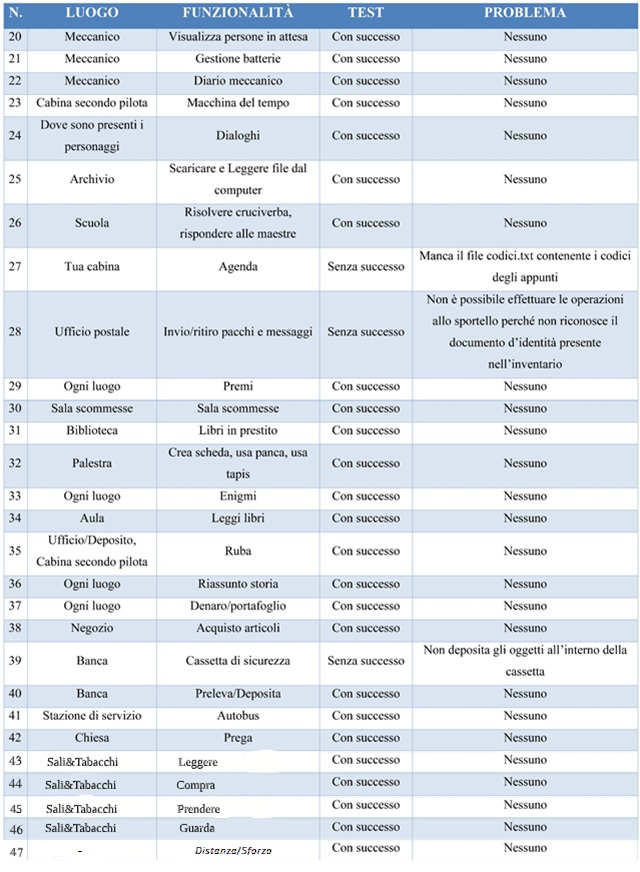 N. LUOGO FUNZIONALITÀ TEST PROBLEMA
20 Meccanico Visualizza persone in attesa Con successo Nessuno
21 Meccanico Gestione batterie Con successo Nessuno
22 Meccanico Diario meccanico Con successo Nessuno
23 Cabina secondo pilota Macchina del tempo Con successo Nessuno
24 Dove sono presenti i
personaggi Dialoghi Con successo Nessuno
25 Archivio Scaricare e Leggere file dal
computer Con successo Nessuno
26 Scuola Risolvere cruciverba,
rispondere alle maestre Con successo Nessuno
27 Tua cabina Agenda Senza successo Manca il file codici.txt contenente i codici
degli appunti
28 Ufficio postale Invio/ritiro pacchi e messaggi Senza successo Non è possibile effettuare le operazioni
allo sportello perché non riconosce il
documento d’identità presente
nell’inventario
29 Ogni luogo Premi Con successo Nessuno
30 Sala scommesse Sala scommesse Con successo Nessuno
31 Biblioteca Libri in prestito Con successo Nessuno
32 Palestra Crea scheda, usa panca, usa
tapis Con successo Nessuno
33 Ogni luogo Enigmi Con successo Nessuno
34 Aula Leggi libri Con successo Nessuno
35 Ufficio/Deposito,
Cabina secondo pilota Ruba Con successo Nessuno
36 Ogni luogo Riassunto storia Con successo Nessuno
37 Ogni luogo Denaro/portafoglio Con successo Nessuno
38 Negozio Acquisto articoli Con successo Nessuno
39 Banca Cassetta di sicurezza Senza successo Non deposita gli oggetti all’interno della
cassetta
40 Banca Preleva/Deposita Con successo Nessuno
41 Stazione di servizio Autobus Con successo Nessuno
42 Chiesa Prega Con successo Nessuno
43 Sali&Tabacchi Leggere Con successo Nessuno
44 Sali&Tabacchi Compra Con successo Nessuno
45 Sali&Tabacchi Prendere Con successo Nessuno
46 Sali&Tabacchi Guarda Con successo Nessuno
47 – Distanza/Sforzo Con successo Nessuno